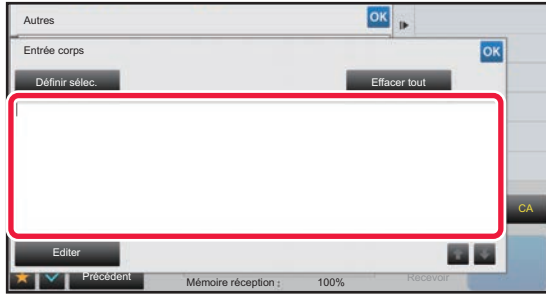 Autres OK
Entrée corps OK
Définir sélec. Effacer tout
CA
Editer
Précédent Mémoire réception : 100% Recevoir